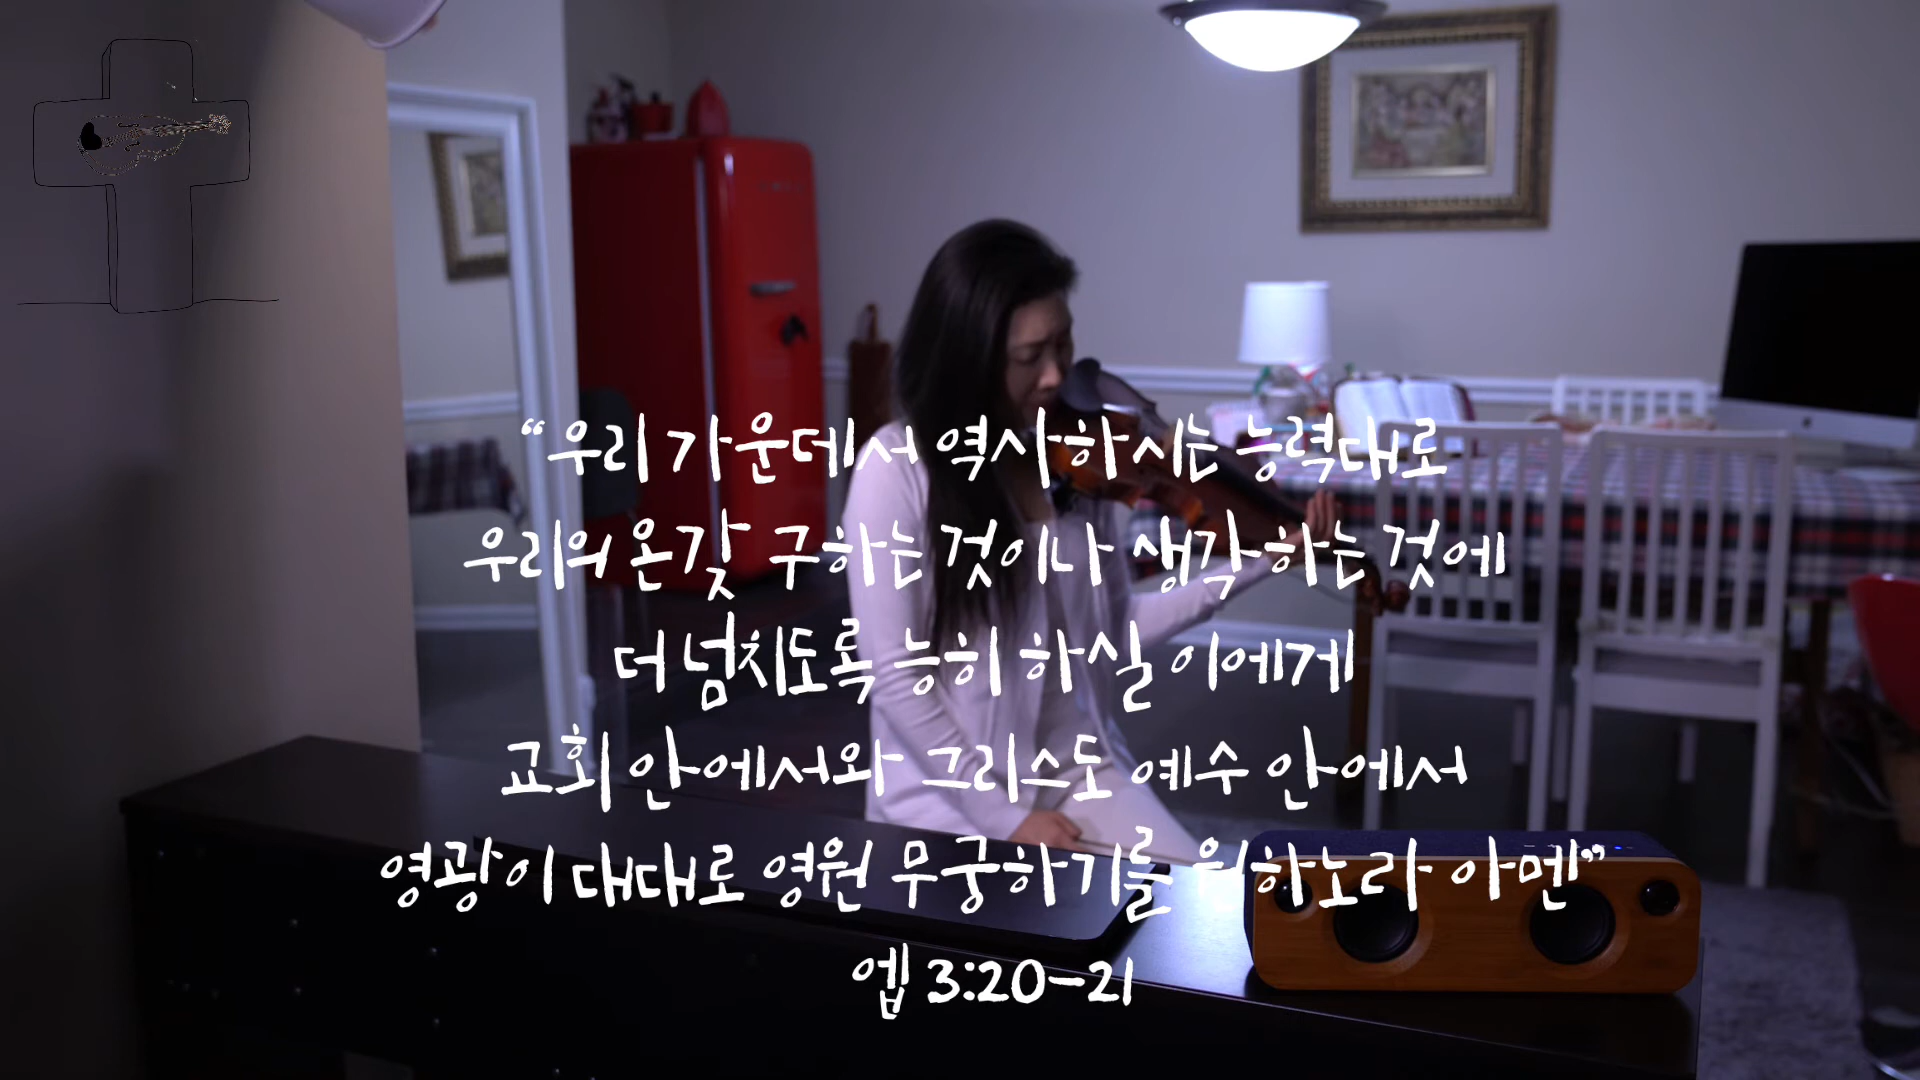 “우리 가운데서 역사하시는 능력대로
우리의 온갖 구하는 것이나 생각하는 것에
더 넘치도록 능히 하실 이에게
교회 안에서와 그리스도 예수 안에서
영광이 대대로 영원 무궁하기를 원하노라 아멘”
엡 3:20-21